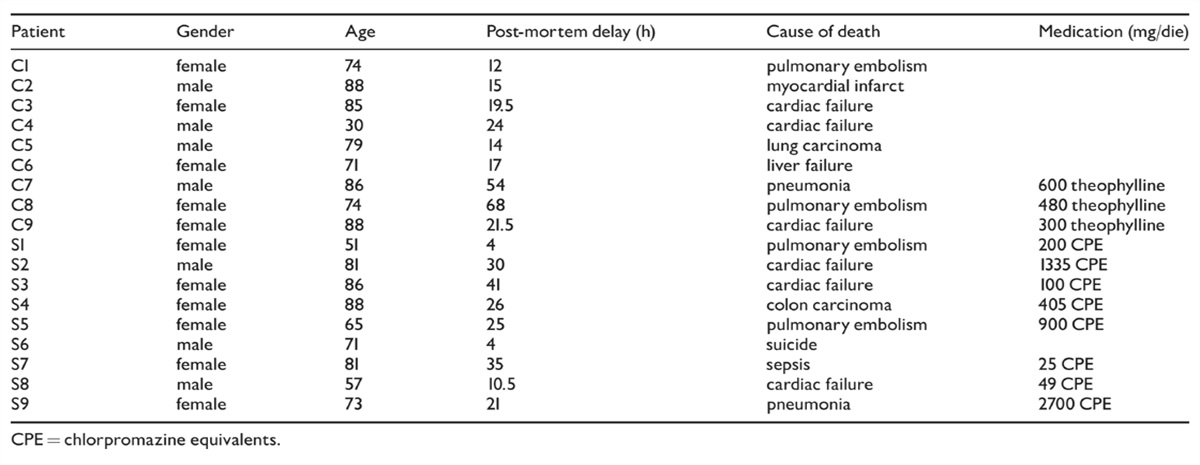 Patient Gender Age Post-mortem delay (h) Cause of death Medication (mg/die)
C1 female 74 12 pulmonary embolism
C2 male 88 15 myocardial infarct
C3 female 85 19.5 cardiac failure
C4 male 30 24 cardiac failure
C5 male 79 14 lung carcinoma
C6 female 71 17 liver failure
C7 male 86 54 pneumonia 600 theophylline
C8 female 74 68 pulmonary embolism 480 theophylline
C9 female 88 21.5 cardiac failure 300 theophylline
S1 female 51 4 pulmonary embolism 200 CPE
S2 male 81 30 cardiac failure 1335 CPE
S3 female 86 41 cardiac failure 100 CPE
S4 female 88 26 colon carcinoma 405 CPE
S5 female 65 25 pulmonary embolism 900 CPE
S6 male 71 4 suicide
S7 female 81 35 sepsis 25 CPE
S8 male 57 10.5 cardiac failure 49 CPE
S9 female 73 21 pneumonia 2700 CPE
CPE = chlorpromazine equivalents.